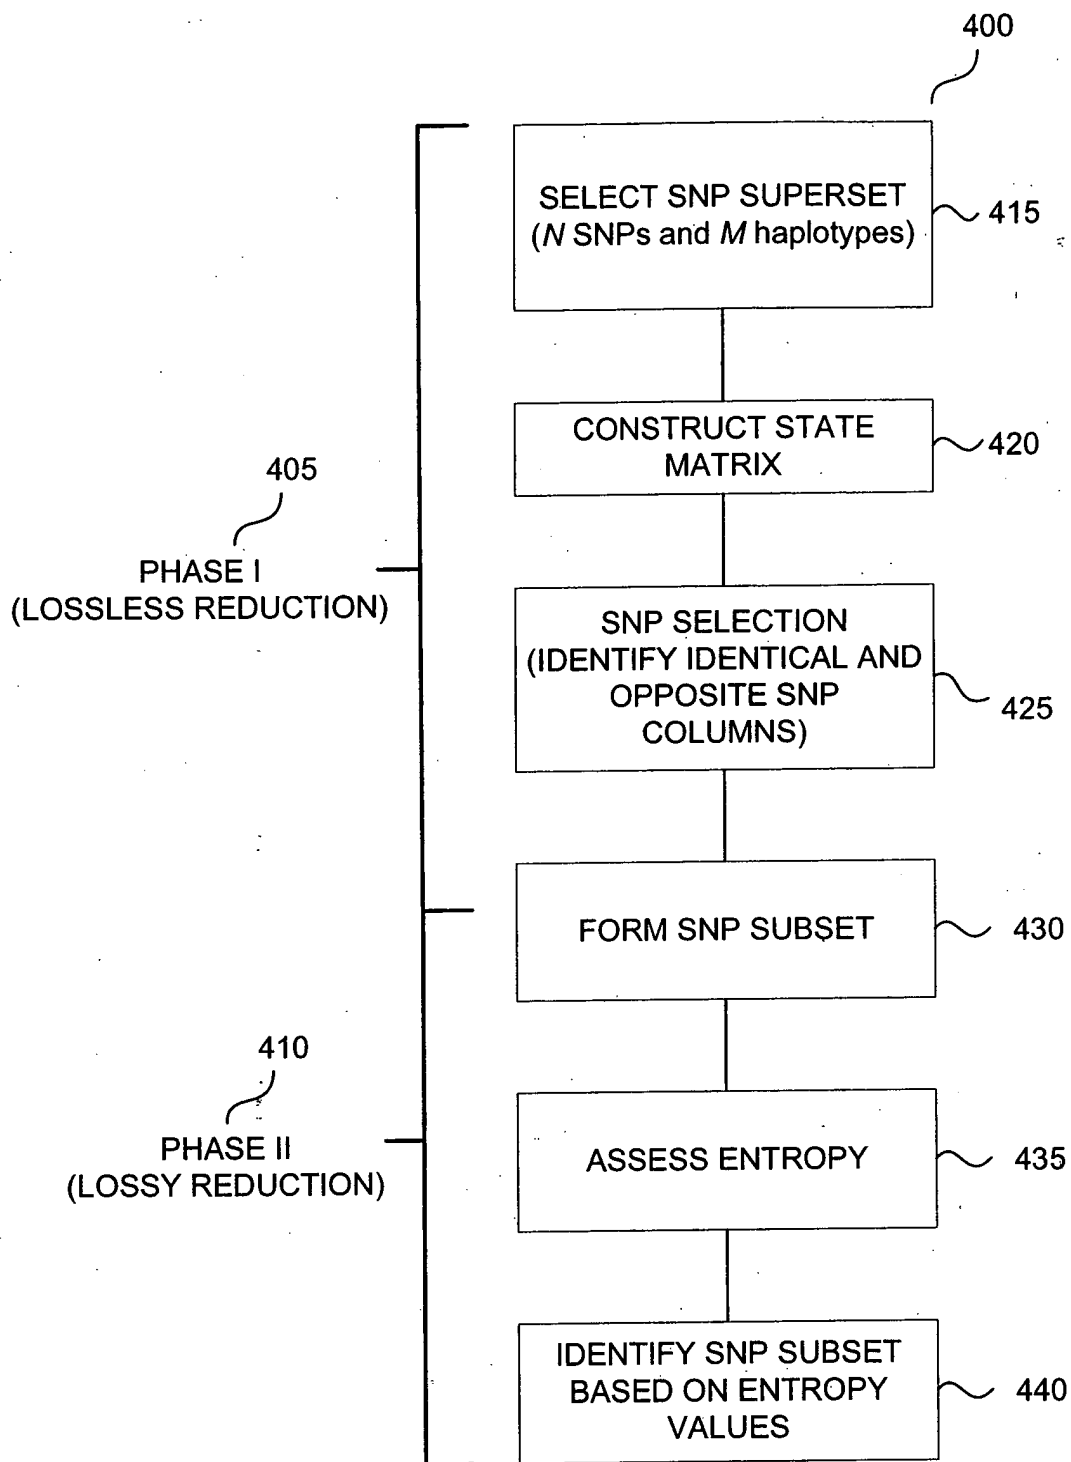 400
SELECT SNP SUPERSET
(N SNPs and M haplotypes)
415
CONSTRUCT STATE
MATRIX
420
405
PHASE I
(LOSSLESS REDUCTION)
SNP SELECTION
(IDENTIFY IDENTICAL AND
OPPOSITE SNP
COLUMNS)
425
FORM SNP SUBSET
430
410
PHASE II
(LOSSY REDUCTION)
ASSESS ENTROPY
435
IDENTIFY SNP SUBSET
BASED ON ENTROPY
VALUES
440